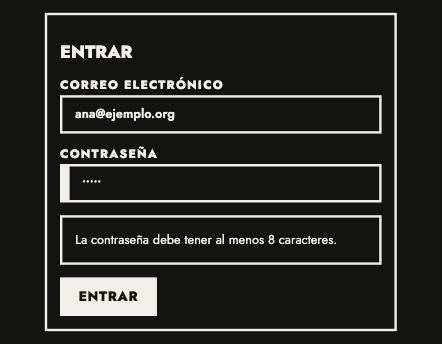 ENTRAR
CORREO ELECTRÓNICO
ana@ejemplo.org
CONTRASEÑA
•••••
La contraseña debe tener al menos 8 caracteres.
ENTRAR